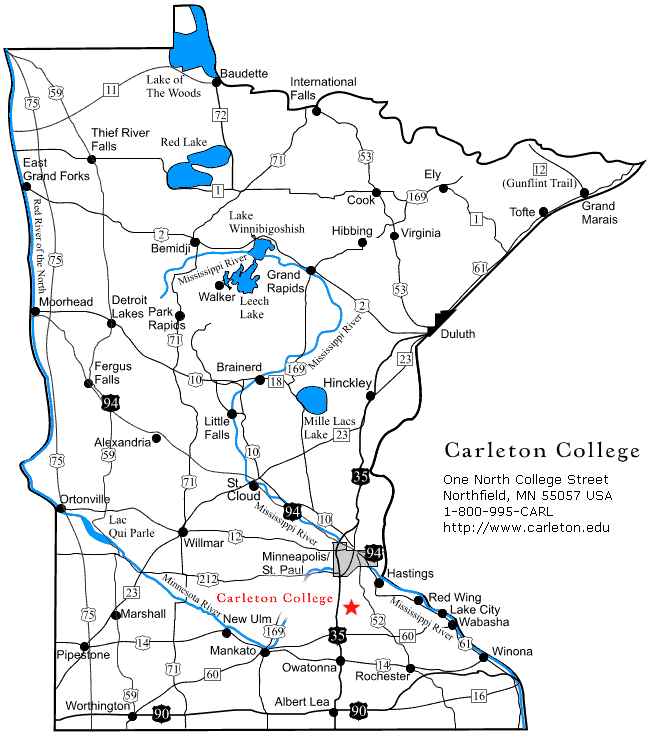 Baudette
Lake of
The Woods
International
Falls
11
75
59
72
Thief River
Falls
Red Lake
71
53
East
Grand Forks
1
Cook
169
Ely
12
(Gunflint Trail)
Grand
Marais
Tofte
1
Red River of the North
75
2
Bemidji
Lake
Winnibigoshish
Hibbing
Virginia
61
Mississippi River
Walker
Leech
Lake
Grand
Rapids
53
2
Moorhead
Detroit
Lakes
Park
Rapids
71
Mississippi River
Duluth
23
Fergus
Falls
94
10
Brainerd
18
169
Hinckley
Little
Falls
Mille Lacs
Lake
23
Alexandria
10
59
75
71
35
St.
Cloud
94
Mississippi River
10
Carleton College
One North College Street
Northfield, MN 55057 USA
1-800-995-CARL
http://www.carleton.edu
Ortonville
Lac
Qui Parle
Willmar
12
Minneapolis/
St. Paul
94
212
Hastings
23
Minnesota River
Carleton College
Red Wing
Lake City
Wabasha
Mississippi River
75
Marshall
New Ulm
169
35
52
60
61
Pipestone
14
Mankato
Owatonna
14
Rochester
Winona
71
60
59
Worthington
90
Albert Lea
90
16